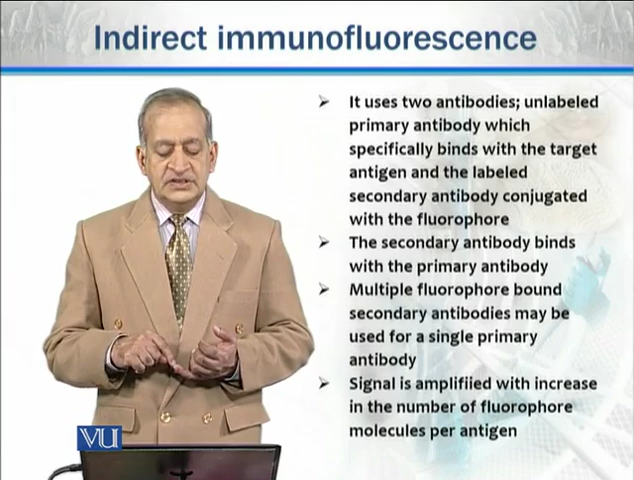 Indirect immunofluorescence
It uses two antibodies; unlabeled
primary antibody which
specifically binds with the target
antigen and the labeled
secondary antibody conjugated
with the fluorophore
The secondary antibody binds
with the primary antibody
Multiple fluorophore bound
secondary antibodies may be
used for a single primary
antibody
Signal is amplifiied with increase
in the number of fluorophore
molecules per antigen
VU